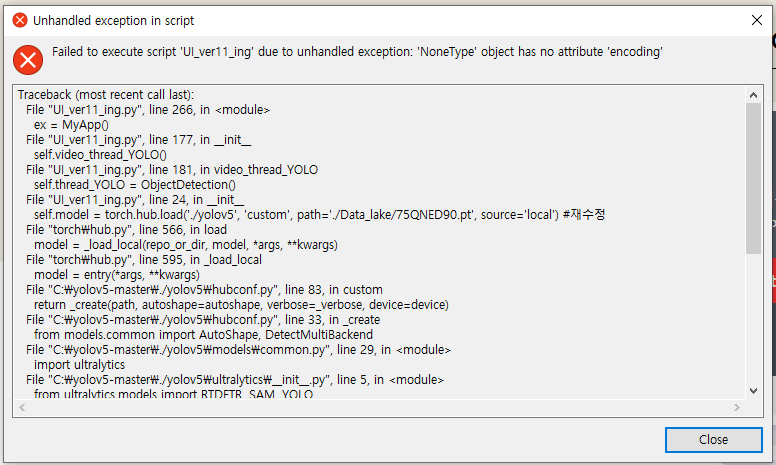 Unhandled exception in script
Failed to execute script 'UI_ver11_ing' due to unhandled exception: 'NoneType' object has no attribute 'encoding'
Traceback (most recent call last):
File "UI_ver11_ing.py", line 266, in <module>
ex = MyApp()
File "UI_ver11_ing.py", line 177, in __init__
self.video_thread_YOLO()
File "UI_ver11_ing.py", line 181, in video_thread_YOLO
self.thread_YOLO = ObjectDetection()
File "UI_ver11_ing.py", line 24, in __init__
self.model = torch.hub.load('./yolov5', 'custom', path='./Data_lake/75QNED90.pt', source='local') #재수정
File "torch₩hub.py", line 566, in load
model = _load_local(repo_or_dir, model, *args, **kwargs)
File "torch₩hub.py", line 595, in _load_local
model = entry(*args, **kwargs)
File "C:₩yolov5-master₩./yolov5₩hubconf.py", line 83, in custom
return _create(path, autoshape=autoshape, verbose=_verbose, device=device)
File "C:₩yolov5-master₩./yolov5₩hubconf.py", line 33, in _create
from models.common import AutoShape, DetectMultiBackend
File "C:₩yolov5-master₩./yolov5₩models₩common.py", line 29, in <module>
import ultralytics
File "C:₩yolov5-master₩./yolov5₩ultralytics₩__init__.py", line 5, in <module>
from ultralytics.models import RTDETR, SAM, YOLO
Close